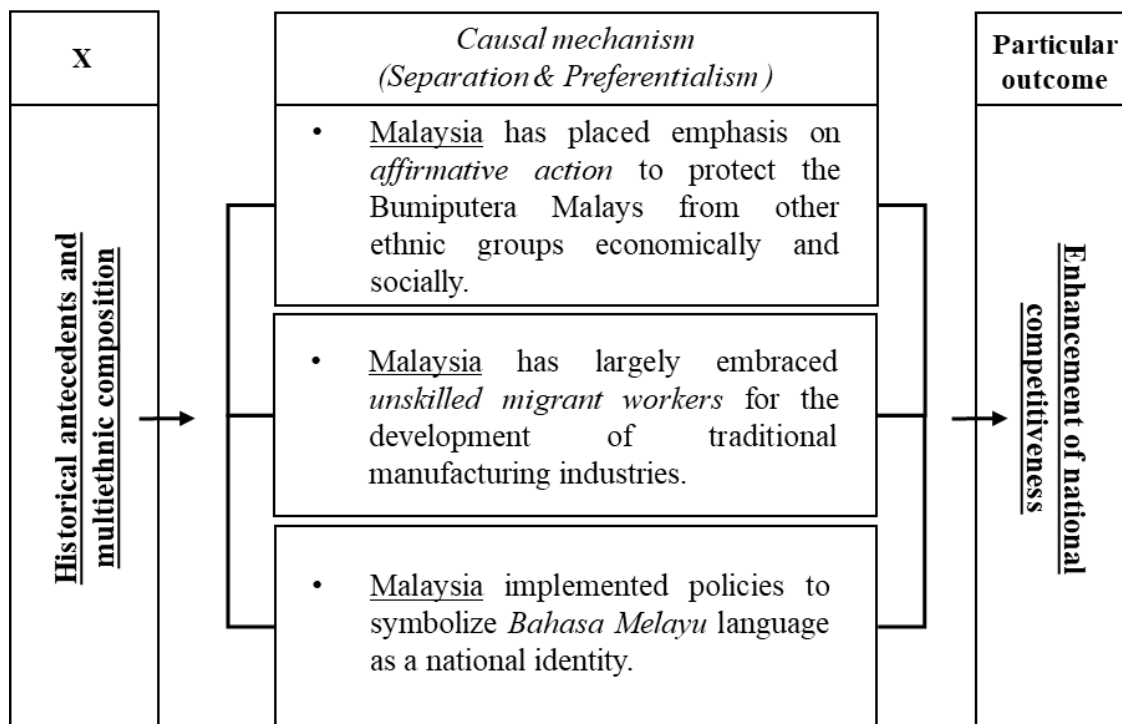 X
Historical antecedents and
multiethnic composition
Causal mechanism
(Separation & Preferentialism )
• Malaysia has placed emphasis on
affirmative action to protect the
Bumiputera Malays from other
ethnic groups economically and
socially.
• Malaysia has largely embraced
unskilled migrant workers for the
development of traditional
manufacturing industries.
• Malaysia implemented policies to
symbolize Bahasa Melayu language
as a national identity.
Particular
outcome
Enhancement of national
competitiveness